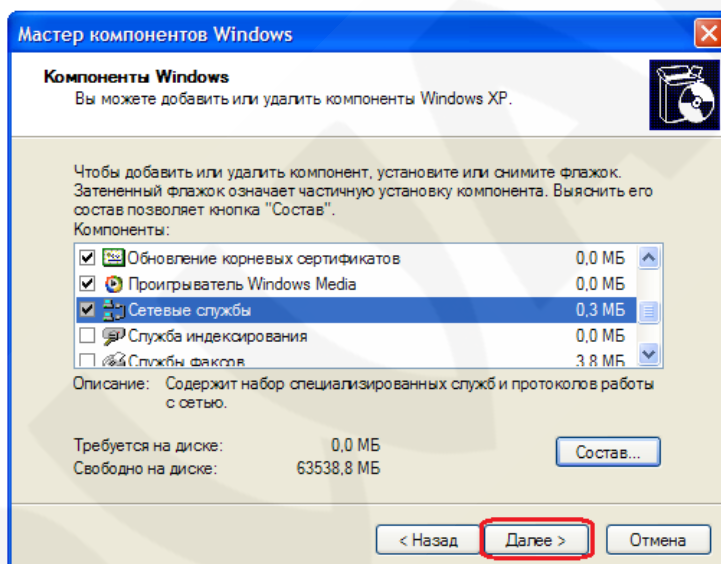 Мастер компонентов Windows
Компоненты Windows
Вы можете добавить или удалить компоненты Windows XP.
Чтобы добавить или удалить компонент, установите или снимите флажок.
Затененный флажок означает частичную установку компонента. Выяснить его
состав позволяет кнопка "Состав".
Компоненты:
Обновление корневых сертификатов 0,0 МБ
Проигрыватель Windows Media 0,0 МБ
Сетевые службы 0,3 МБ
Служба индексирования 0,0 МБ
Службы факсов 3,8 МБ
Описание: Содержит набор специализированных служб и протоколов работы
с сетью.
Требуется на диске: 0,0 МБ
Свободно на диске: 63538,8 МБ
Состав...
< Назад Далее > Отмена